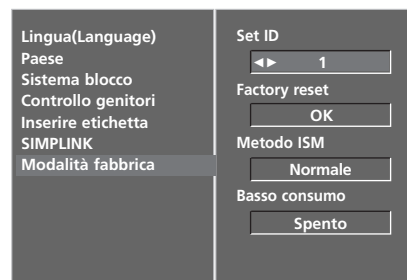 Lingua(Language)
Paese
Sistema blocco
Controllo genitori
Inserire etichetta
SIMPLINK
Modalità fabbrica
Set ID
◄► 1
Factory reset
OK
Metodo ISM
Normale
Basso consumo
Spento